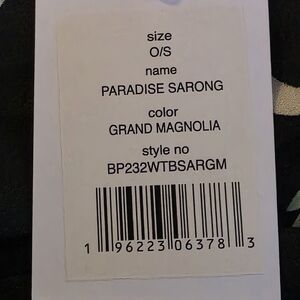 size
O/S
name
PARADISE SARONG
color
GRAND MAGNOLIA
style no
BP232WTBSARGM
1 96223 06378 3